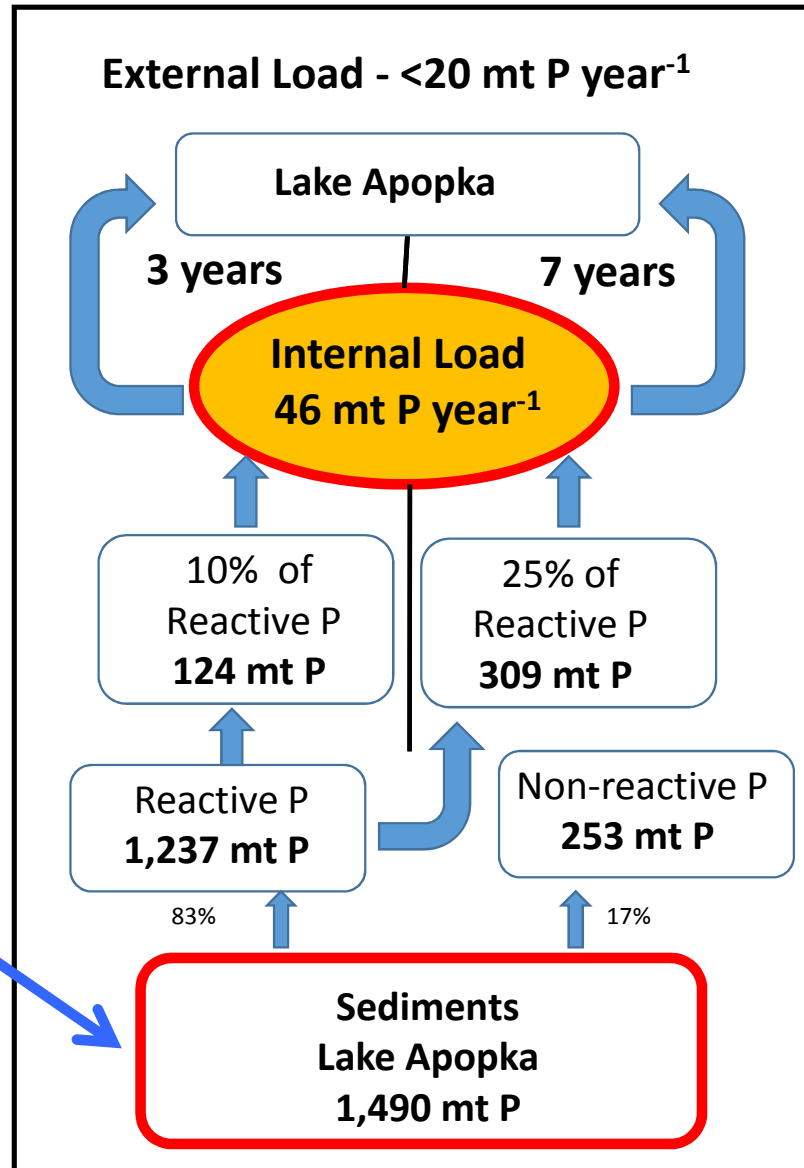 External Load - <20 mt P year⁻¹
Lake Apopka
3 years
7 years
Internal Load
46 mt P year⁻¹
10% of
Reactive P
124 mt P
25% of
Reactive P
309 mt P
Reactive P
1,237 mt P
Non-reactive P
253 mt P
83%
17%
Sediments
Lake Apopka
1,490 mt P